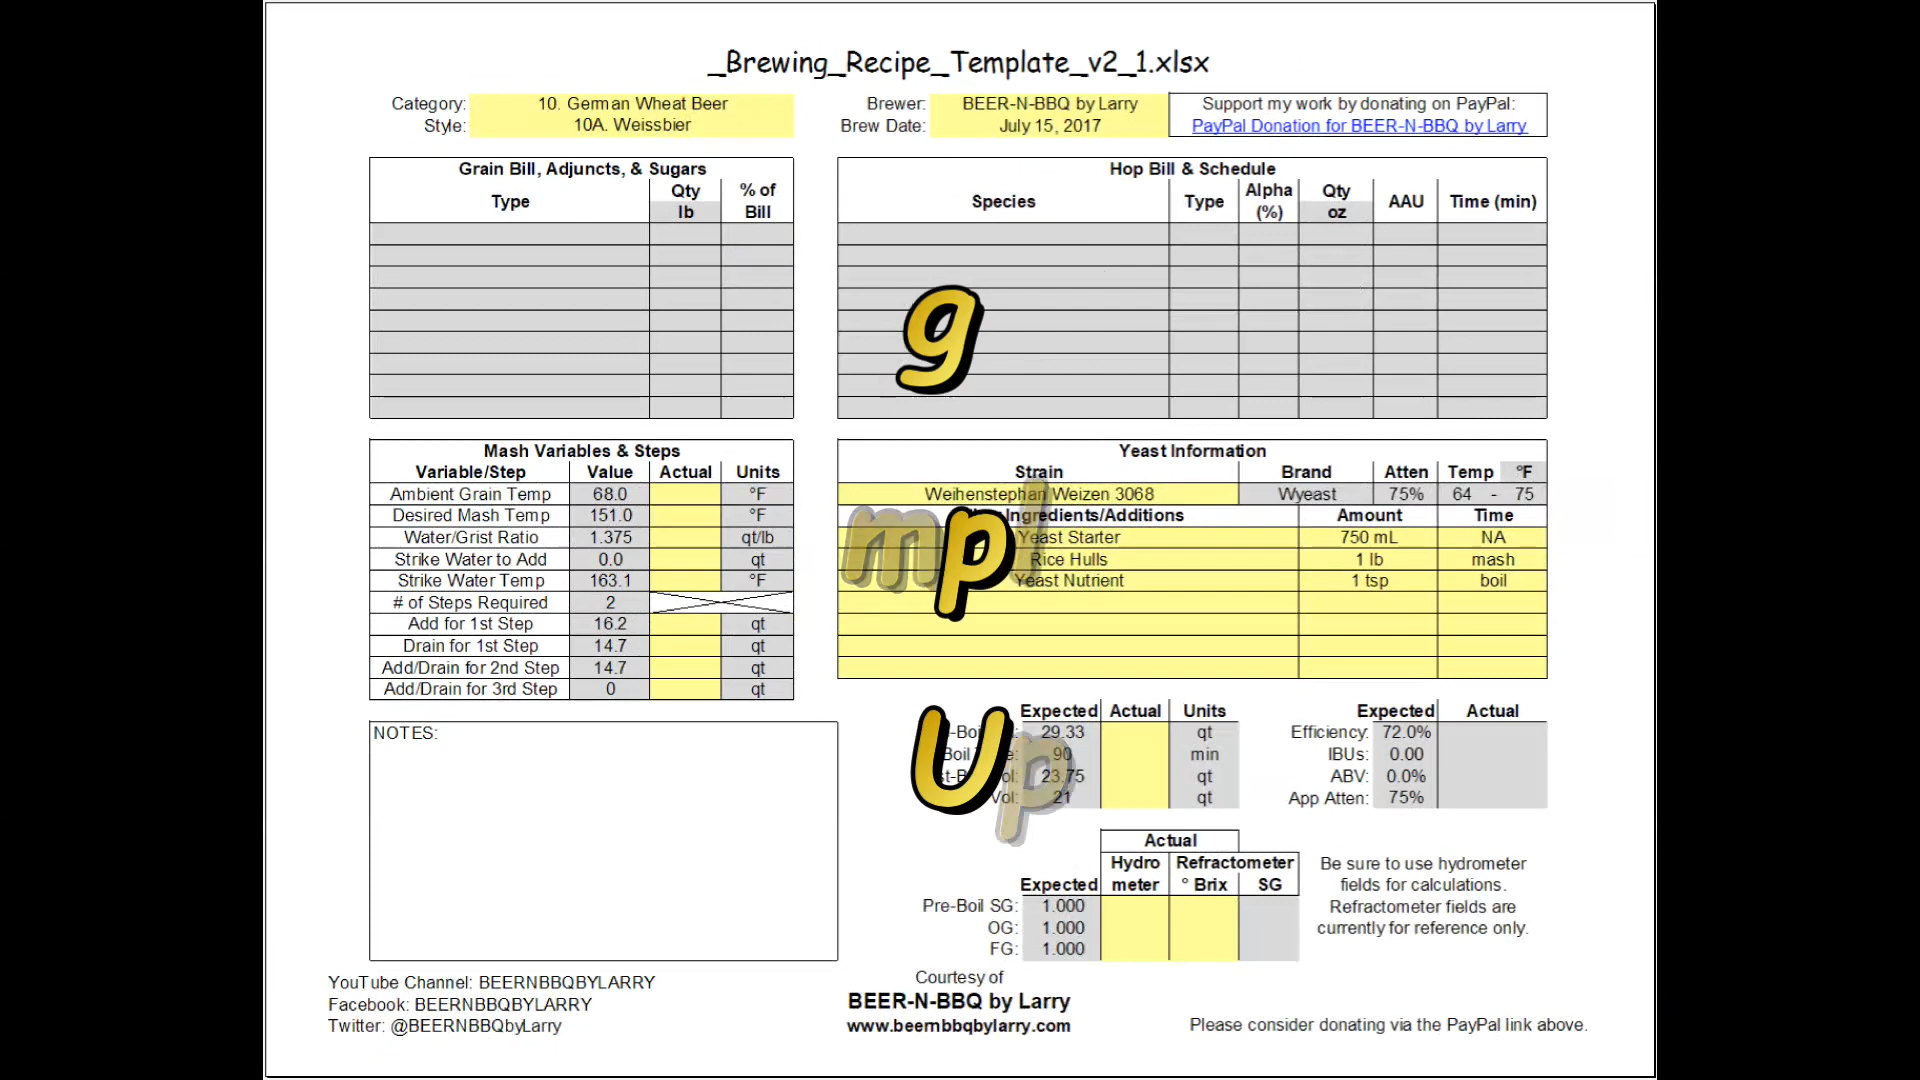 _Brewing_Recipe_Template_v2_1.xlsx
Category: 10. German Wheat Beer
Style: 10A. Weissbier
Brewer: BEER-N-BBQ by Larry
Brew Date: July 15, 2017
Support my work by donating on PayPal:
PayPal Donation for BEER-N-BBQ by Larry
Grain Bill, Adjuncts, & Sugars
Type Qty lb % of Bill
Hop Bill & Schedule
Species Type Alpha (%) Qty oz AAU Time (min)
g
Mash Variables & Steps
Variable/Step Value Actual Units
Ambient Grain Temp 68.0 °F
Desired Mash Temp 151.0 °F
Water/Grist Ratio 1.375 qt/lb
Strike Water to Add 0.0 qt
Strike Water Temp 163.1 °F
# of Steps Required 2
Add for 1st Step 16.2 qt
Drain for 1st Step 14.7 qt
Add/Drain for 2nd Step 14.7 qt
Add/Drain for 3rd Step 0 qt
Yeast Information
Strain Brand Atten Temp °F
Weihenstephan Weizen 3068 Wyeast 75% 64 - 75
Ingredients/Additions Amount Time
Yeast Starter 750 mL NA
Rice Hulls 1 lb mash
Yeast Nutrient 1 tsp boil
mpl
NOTES:
Expected Actual Units
29.33 qt
90 min
23.75 qt
Vol: 21 qt
Up
Expected Actual
Efficiency: 72.0%
IBUs: 0.00
ABV: 0.0%
App Atten: 75%
Actual
Hydro meter Refractometer
Expected ° Brix SG
Pre-Boil SG: 1.000
OG: 1.000
FG: 1.000
Be sure to use hydrometer
fields for calculations.
Refractometer fields are
currently for reference only.
YouTube Channel: BEERNBBQBYLARRY
Facebook: BEERNBBQBYLARRY
Twitter: @BEERNBBQbyLarry
Courtesy of
BEER-N-BBQ by Larry
www.beernbbqbylarry.com
Please consider donating via the PayPal link above.